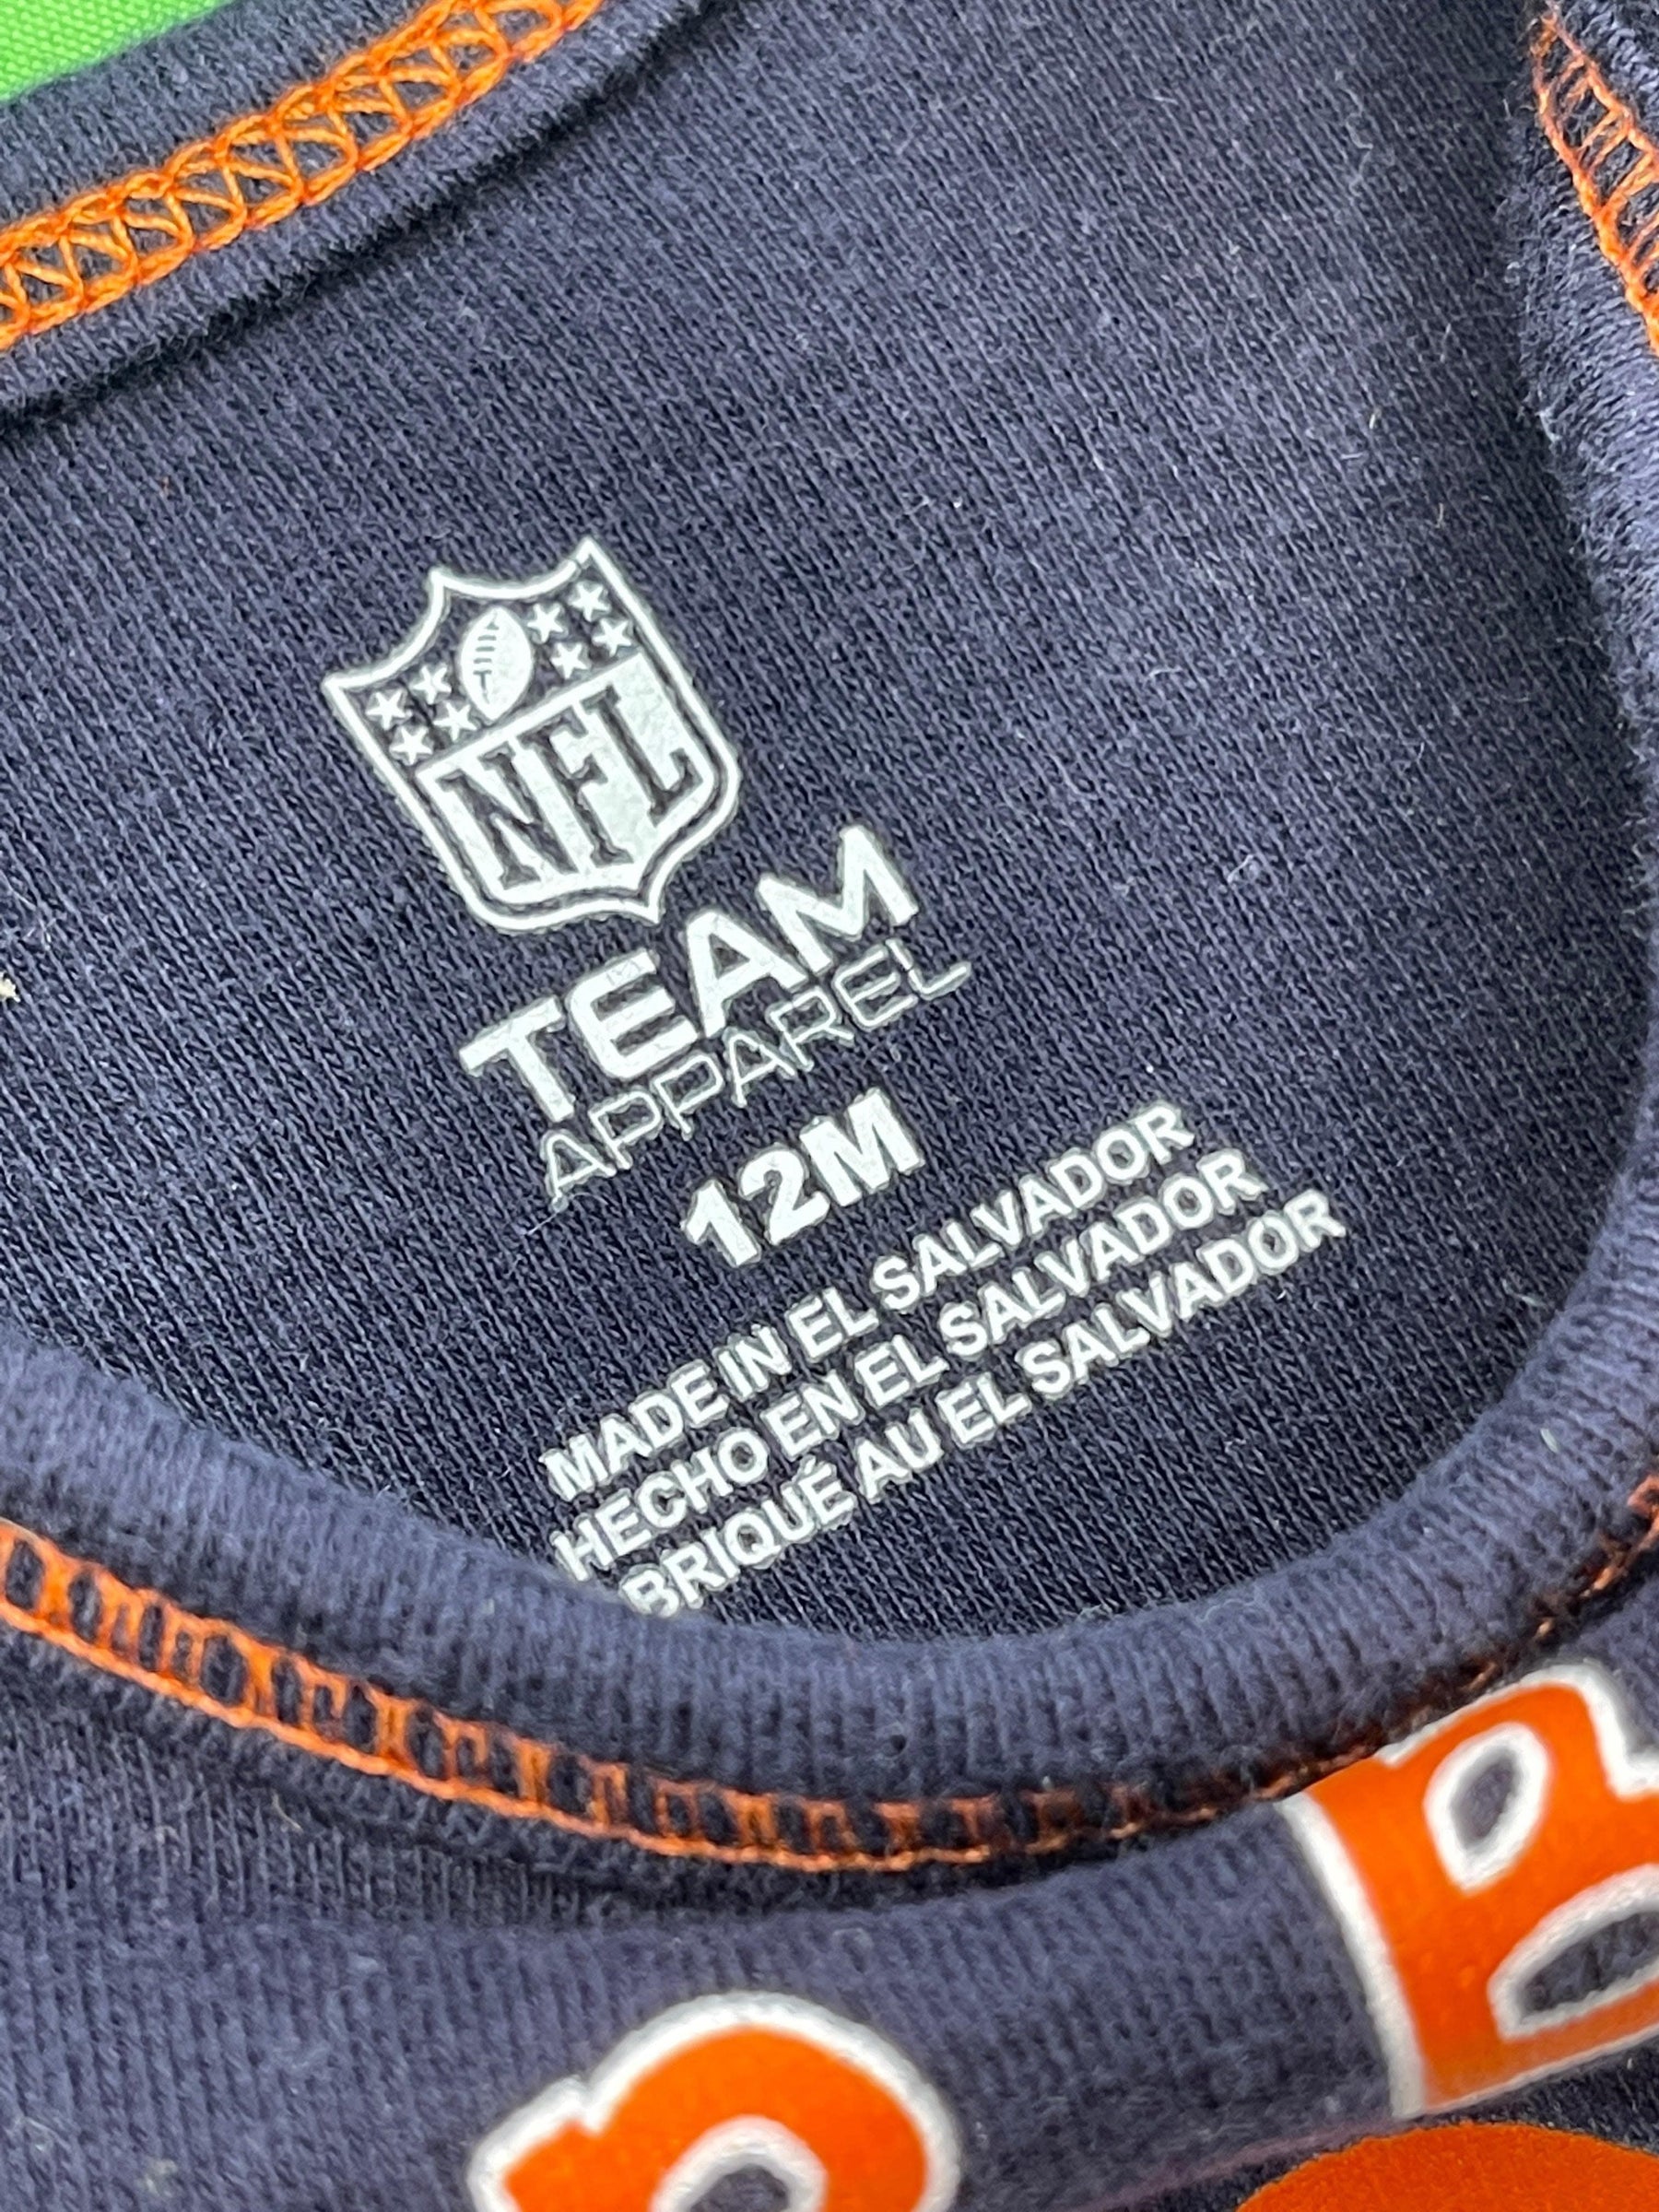 NFL
TEAM
APPAREL
12M
MADE IN EL SALVADOR
HECHO EN EL SALVADOR
BRIQUÉ AU EL SALVADOR
B